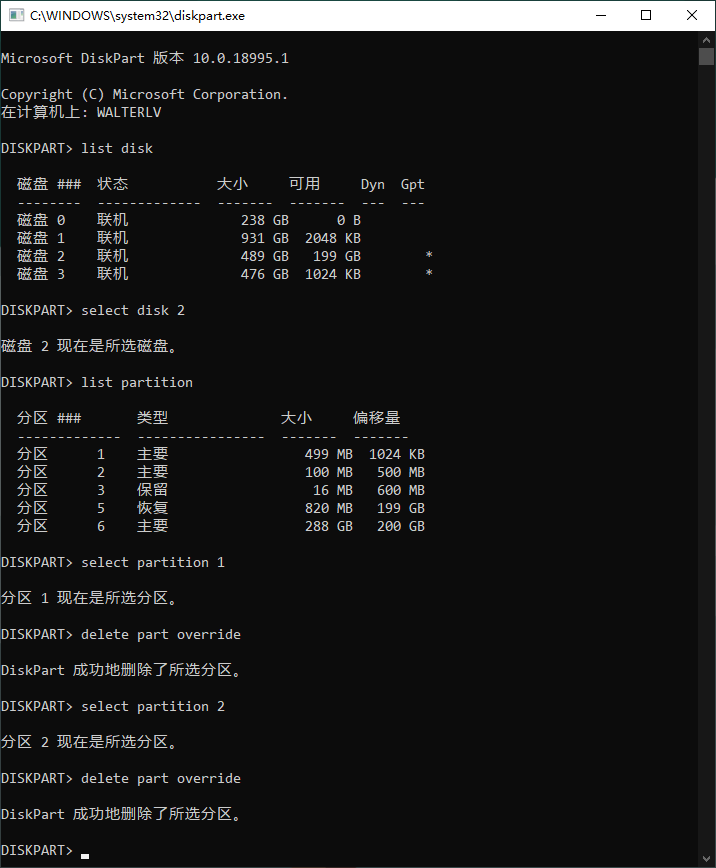 C:\WINDOWS\system32\diskpart.exe
Microsoft DiskPart 版本 10.0.18995.1
Copyright (C) Microsoft Corporation.
在计算机上: WALTERLV
DISKPART> list disk
磁盘 ###  状态           大小     可用     Dyn  Gpt
--------  -------------  -------  -------  ---  ---
磁盘 0    联机              238 GB      0 B
磁盘 1    联机              931 GB  2048 KB
磁盘 2    联机              489 GB   199 GB        *
磁盘 3    联机              476 GB  1024 KB        *
DISKPART> select disk 2
磁盘 2 现在是所选磁盘。
DISKPART> list partition
分区 ###       类型              大小     偏移量
-------------  ----------------  -------  -------
分区      1    主要                 499 MB  1024 KB
分区      2    主要                 100 MB   500 MB
分区      3    保留                  16 MB   600 MB
分区      5    恢复                 820 MB   199 GB
分区      6    主要                 288 GB   200 GB
DISKPART> select partition 1
分区 1 现在是所选分区。
DISKPART> delete part override
DiskPart 成功地删除了所选分区。
DISKPART> select partition 2
分区 2 现在是所选分区。
DISKPART> delete part override
DiskPart 成功地删除了所选分区。
DISKPART>